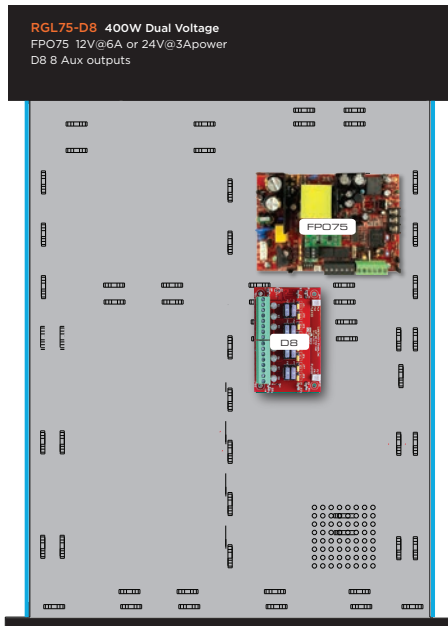 RGL75-D8 400W Dual Voltage
FPO75 12V@6A or 24V@3Apower
D8 8 Aux outputs
FPO75
D8